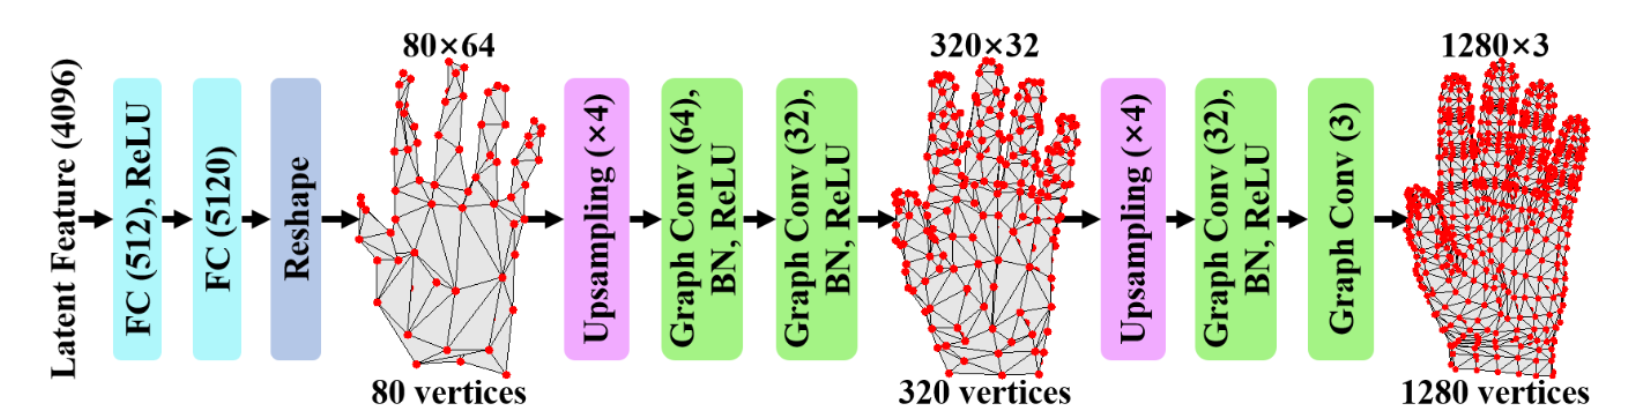 Latent Feature (4096)
FC (512), ReLU
FC (5120)
Reshape
80×64
80 vertices
Upsampling (×4)
Graph Conv (64),
BN, ReLU
Graph Conv (32),
BN, ReLU
320×32
320 vertices
Upsampling (×4)
Graph Conv (32),
BN, ReLU
Graph Conv (3)
1280×3
1280 vertices